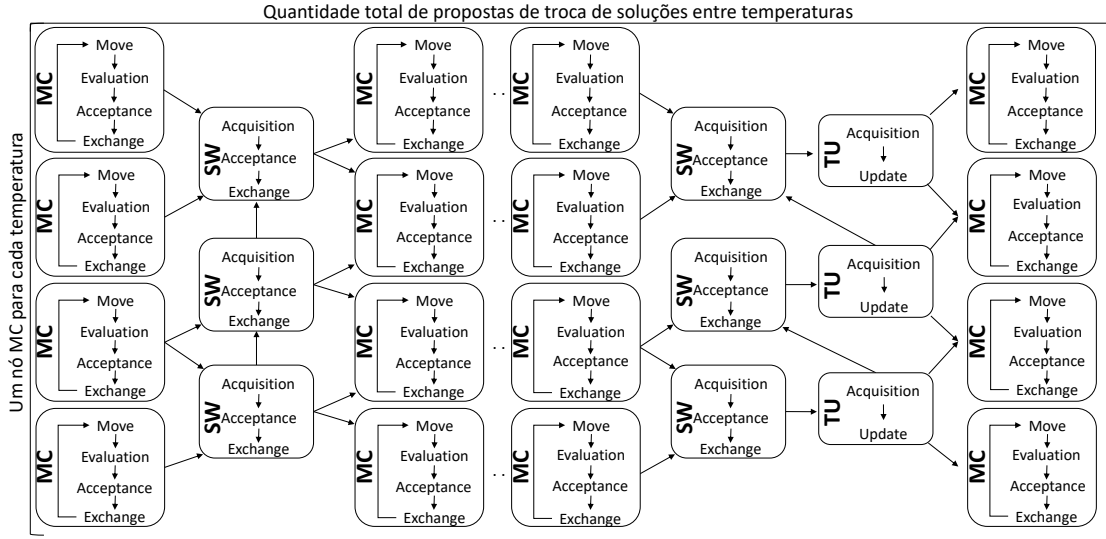 Quantidade total de propostas de troca de soluções entre temperaturas
Um nó MC para cada temperatura
MC
Move
Evaluation
Acceptance
Exchange
MC
Move
Evaluation
Acceptance
Exchange
MC
Move
Evaluation
Acceptance
Exchange
MC
Move
Evaluation
Acceptance
Exchange
SW
Acquisition
Acceptance
Exchange
SW
Acquisition
Acceptance
Exchange
SW
Acquisition
Acceptance
Exchange
MC
Move
Evaluation
Acceptance
Exchange
MC
Move
Evaluation
Acceptance
Exchange
MC
Move
Evaluation
Acceptance
Exchange
MC
Move
Evaluation
Acceptance
Exchange
. .
. .
. .
. .
MC
Move
Evaluation
Acceptance
Exchange
MC
Move
Evaluation
Acceptance
Exchange
MC
Move
Evaluation
Acceptance
Exchange
MC
Move
Evaluation
Acceptance
Exchange
SW
Acquisition
Acceptance
Exchange
SW
Acquisition
Acceptance
Exchange
SW
Acquisition
Acceptance
Exchange
TU
Acquisition
Update
TU
Acquisition
Update
TU
Acquisition
Update
MC
Move
Evaluation
Acceptance
Exchange
MC
Move
Evaluation
Acceptance
Exchange
MC
Move
Evaluation
Acceptance
Exchange
MC
Move
Evaluation
Acceptance
Exchange